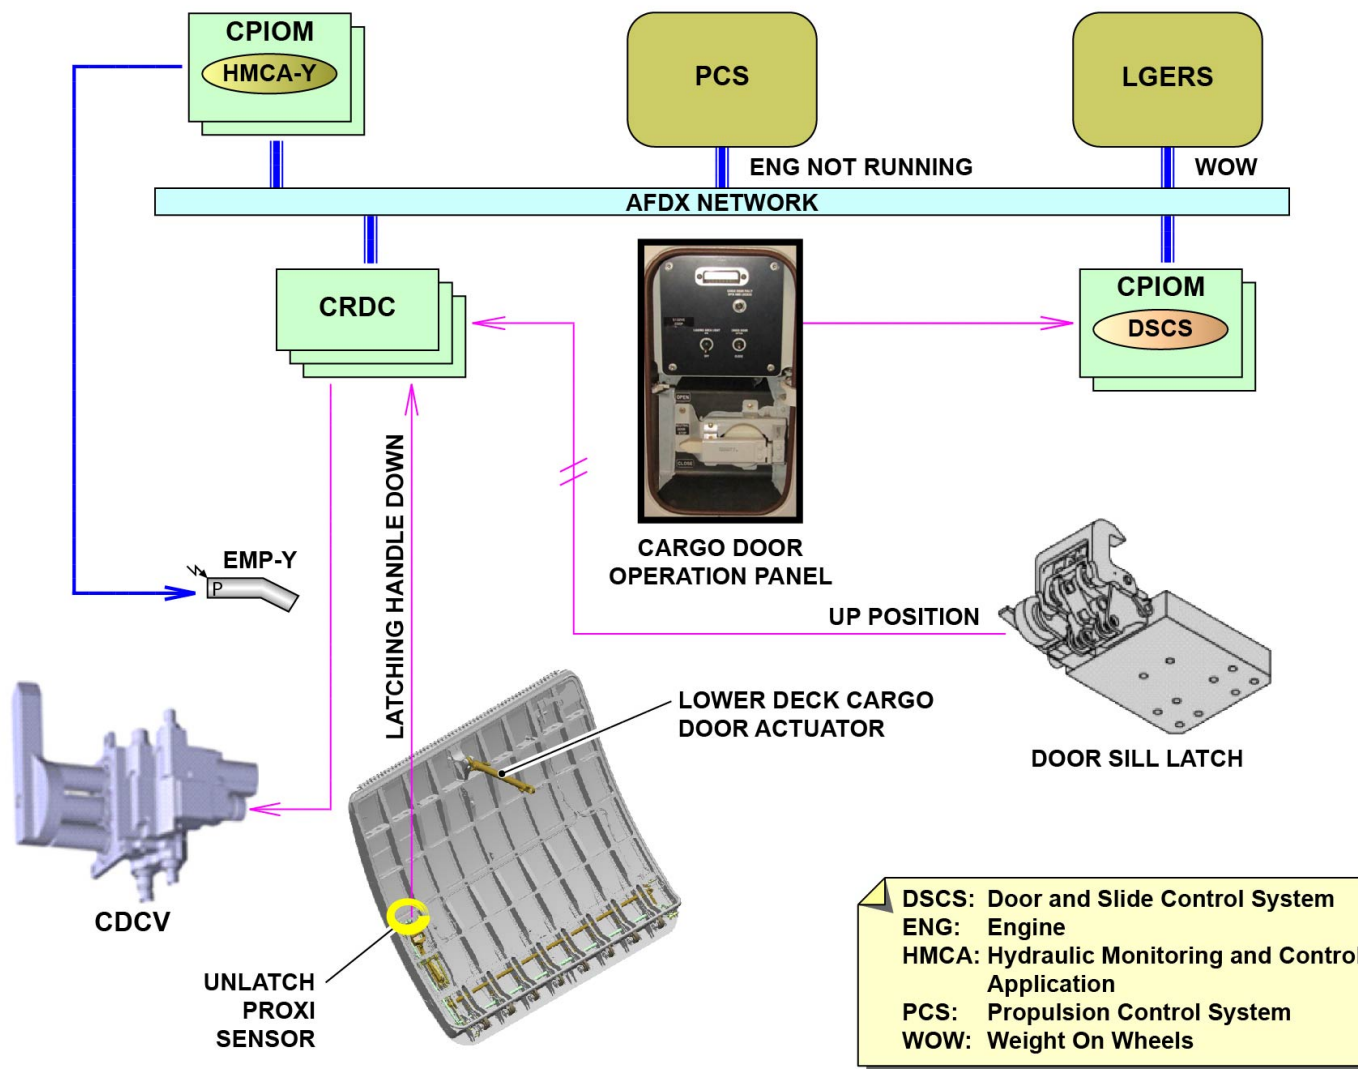 CPIOM
HMCA-Y
PCS
LGERS
ENG NOT RUNNING
WOW
AFDX NETWORK
CRDC
CPIOM
DSCS
OPEN
CLOSE
LATCHING HANDLE DOWN
CARGO DOOR
OPERATION PANEL
EMP-Y
P
UP POSITION
LOWER DECK CARGO
DOOR ACTUATOR
DOOR SILL LATCH
CDCV
UNLATCH
PROXI
SENSOR
DSCS: Door and Slide Control System
ENG: Engine
HMCA: Hydraulic Monitoring and Control
Application
PCS: Propulsion Control System
WOW: Weight On Wheels